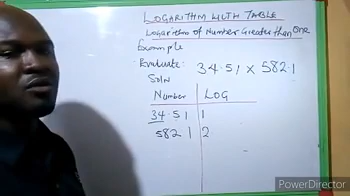 LOGARITHM WITH TABLE
Logarithm of Number Greater than One
Example
Evaluate: 34.51 x 582.1
Soln
Number LOG
34.51 1
582.1 2
PowerDirector